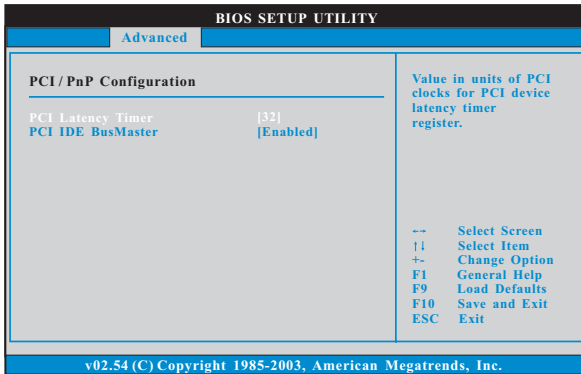 BIOS SETUP UTILITY
Advanced
PCI / PnP Configuration
PCI Latency Timer [32]
PCI IDE BusMaster [Enabled]
Value in units of PCI
clocks for PCI device
latency timer
register.
←→ Select Screen
↑↓ Select Item
+- Change Option
F1 General Help
F9 Load Defaults
F10 Save and Exit
ESC Exit
v02.54 (C) Copyright 1985-2003, American Megatrends, Inc.